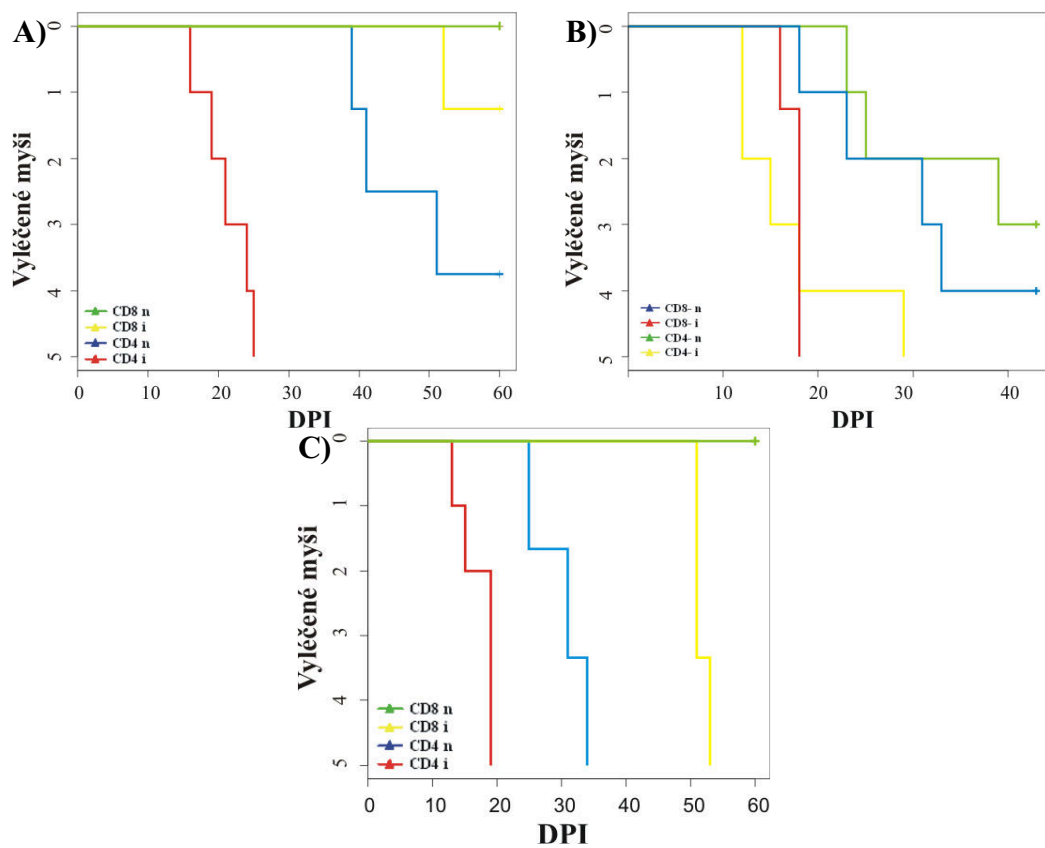 A)
Vyléčené myši
0
1
2
3
4
5
CD8 n
CD8 i
CD4 n
CD4 i
0 10 20 30 40 50 60
DPI
B)
Vyléčené myši
0
1
2
3
4
5
CD8- n
CD8- i
CD4- n
CD4- i
10 20 30 40
DPI
C)
Vyléčené myši
0
1
2
3
4
5
CD8 n
CD8 i
CD4 n
CD4 i
0 10 20 30 40 50 60
DPI